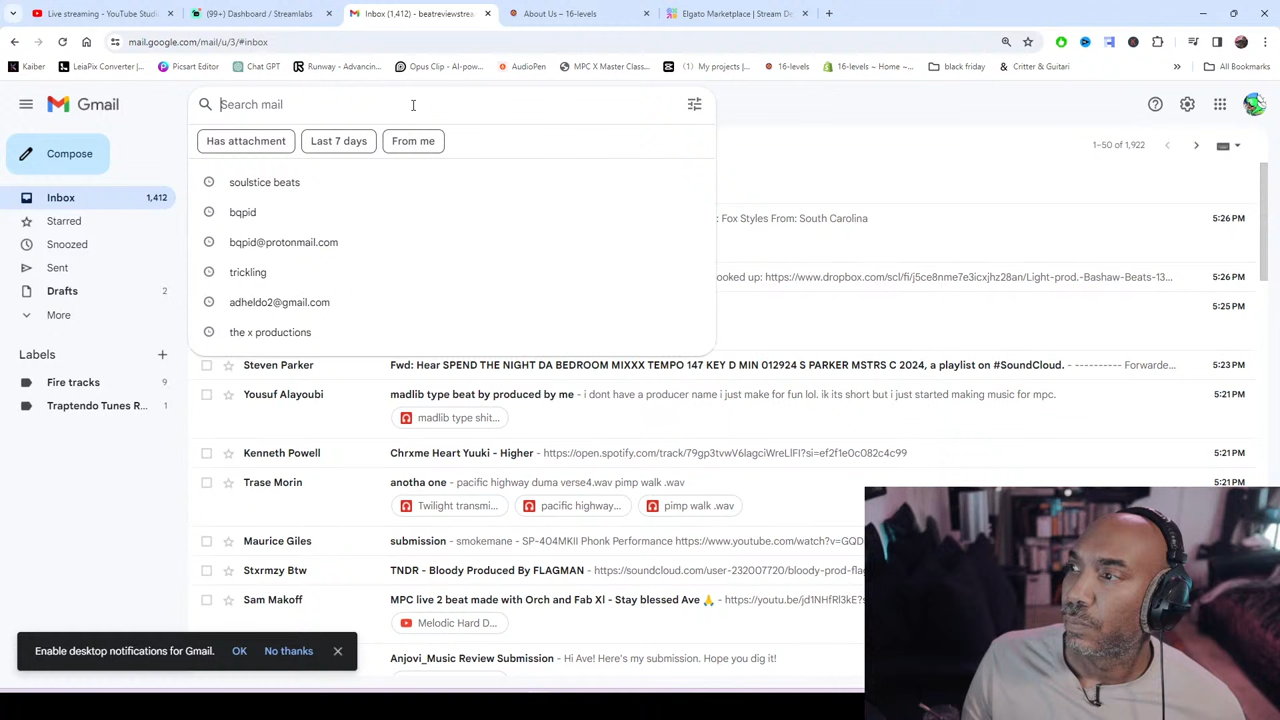 Live streaming - YouTube Studio
(99+) Dashboard / Streamlabs
Inbox (1,412) - beatreviewstrea
About Us – 16-levels
Elgato Marketplace | Stream De
mail.google.com/mail/u/3/#inbox
Kaiber
LeiaPix Converter |...
Picsart Editor
Chat GPT
Runway - Advancin...
Opus Clip - AI-pow...
AudioPen
MPC X Master Class...
(1) My projects |...
16-levels
16-levels ~ Home ~...
black friday
Critter & Guitari
All Bookmarks
Gmail
Search mail
Has attachment
Last 7 days
From me
Compose
1–50 of 1,922
soulstice beats
Inbox 1,412
bqpid
: Fox Styles From: South Carolina
5:26 PM
Starred
Snoozed
bqpid@protonmail.com
Sent
trickling
ooked up: https://www.dropbox.com/scl/fi/j5ce8nme7e3icxjhz28an/Light-prod.-Bashaw-Beats-13...
5:26 PM
Drafts 2
adheldo2@gmail.com
5:25 PM
More
the x productions
Labels
Steven Parker
Fwd: Hear SPEND THE NIGHT DA BEDROOM MIXXX TEMPO 147 KEY D MIN 012924 S PARKER MSTRS C 2024, a playlist on #SoundCloud. - ---------- Forwarde...
5:23 PM
Fire tracks 9
Yousuf Alayoubi
madlib type beat by produced by me - i dont have a producer name i just make for fun lol. ik its short but i just started making music for mpc.
5:21 PM
Traptendo Tunes R... 1
madlib type shit...
Kenneth Powell
Chrxme Heart Yuuki - Higher - https://open.spotify.com/track/79gp3tvwV6lagciWreLlFI?si=ef2f1e0c082c4c99
5:21 PM
Trase Morin
anotha one - pacific highway duma verse4.wav pimp walk .wav
5:21 PM
Twilight transmi...
pacific highway...
pimp walk .wav
Maurice Giles
submission - smokemane - SP-404MKII Phonk Performance https://www.youtube.com/watch?v=GQD
Stxrmzy Btw
TNDR - Bloody Produced By FLAGMAN - https://soundcloud.com/user-232007720/bloody-prod-flag
Sam Makoff
MPC live 2 beat made with Orch and Fab Xl - Stay blessed Ave 🙏 - https://youtu.be/jd1NHfRl3kE?s
Melodic Hard D...
Enable desktop notifications for Gmail. OK No thanks
Anjovi_Music Review Submission - Hi Ave! Here's my submission. Hope you dig it!